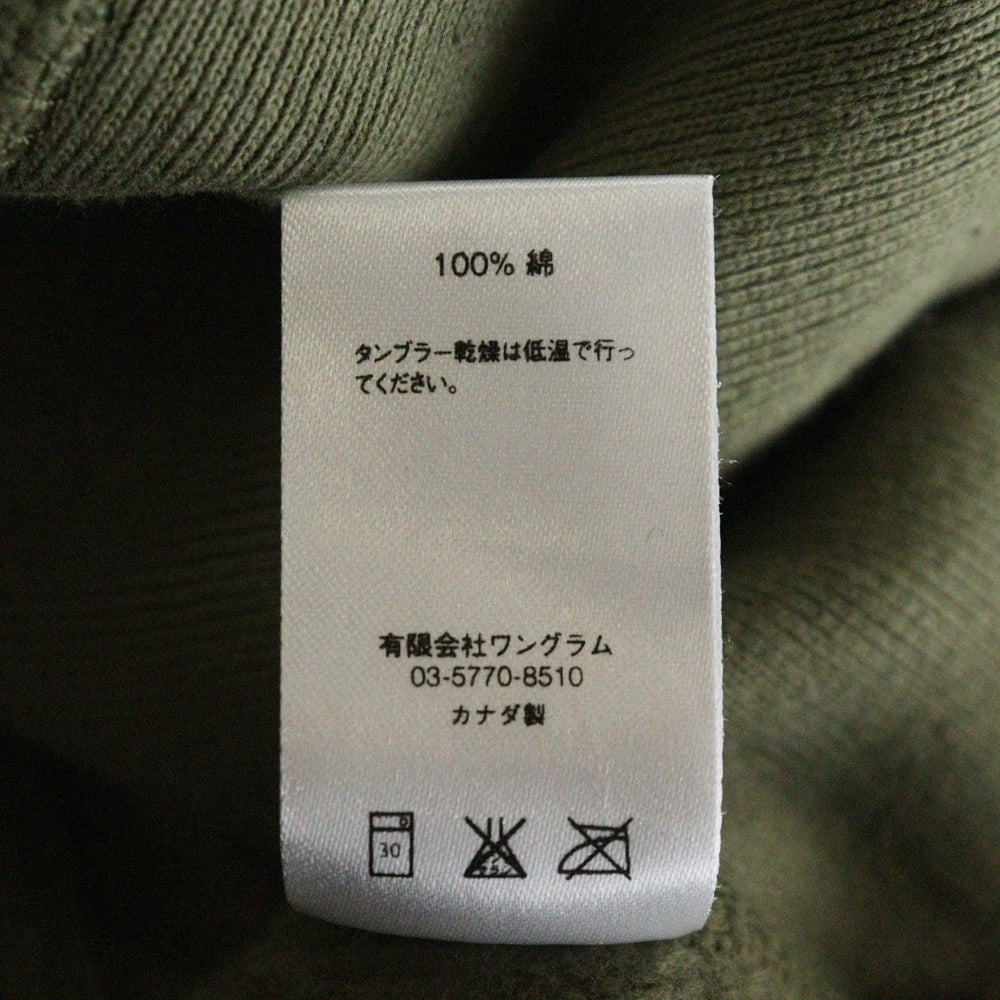 100% 綿
タンブラー乾燥は低温で行っ
てください。
有限会社ワングラム
03-5770-8510
カナダ製
30